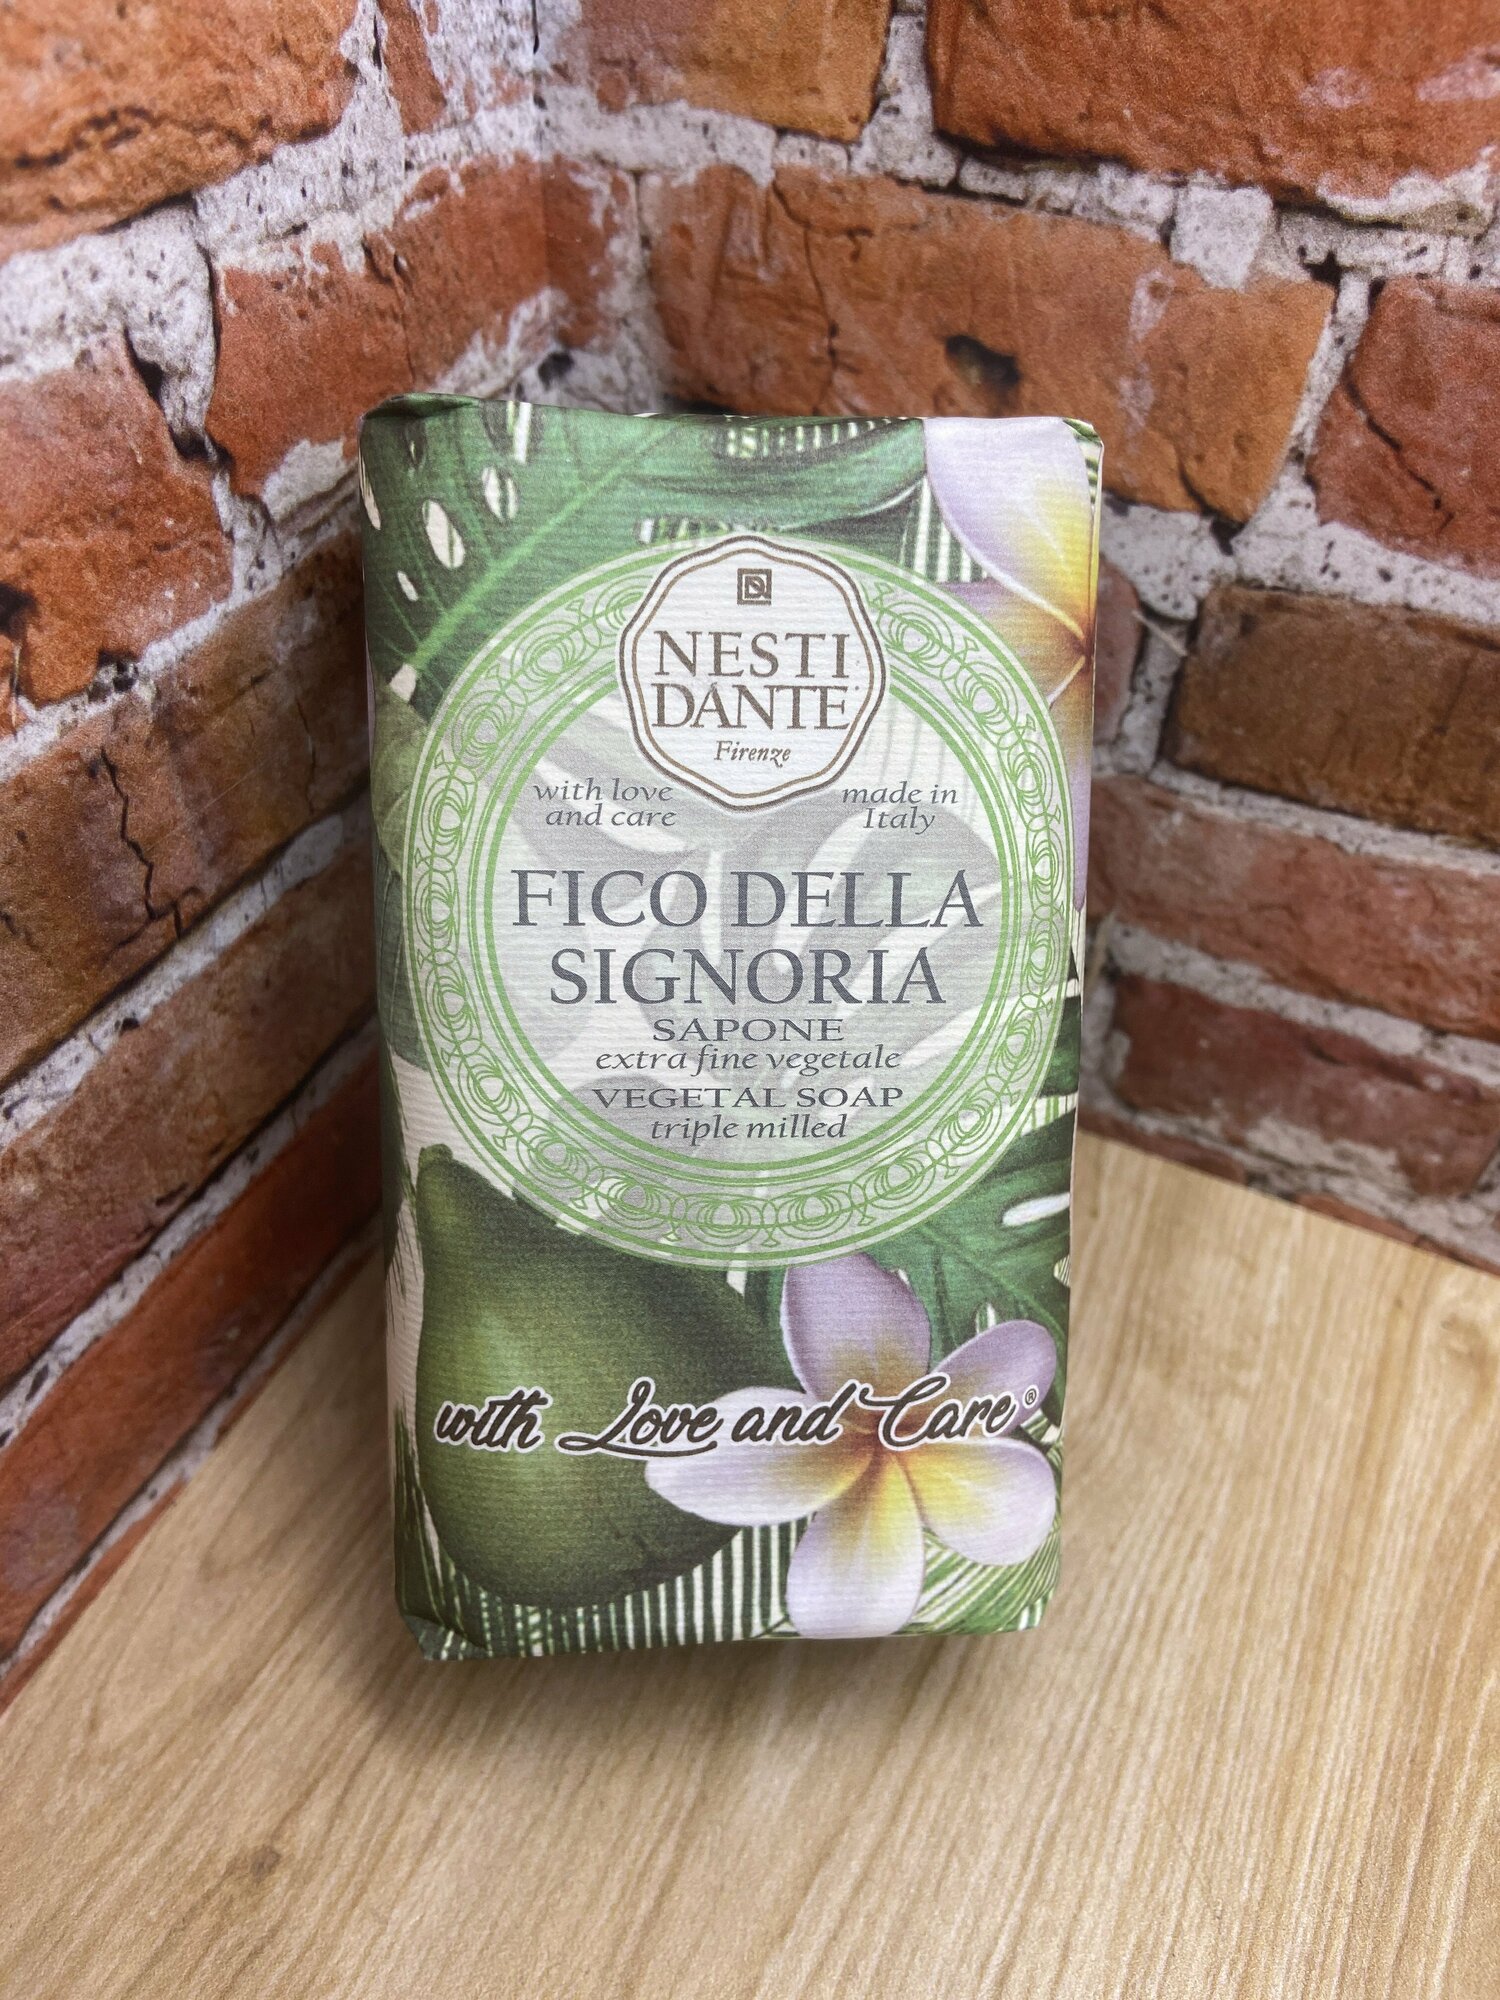 NESTI
DANTE
Firenze
with love
and care
made in
Italy
FICO DELLA
SIGNORIA
SAPONE
extra fine vegetale
VEGETAL SOAP
triple milled
with Love and Care®